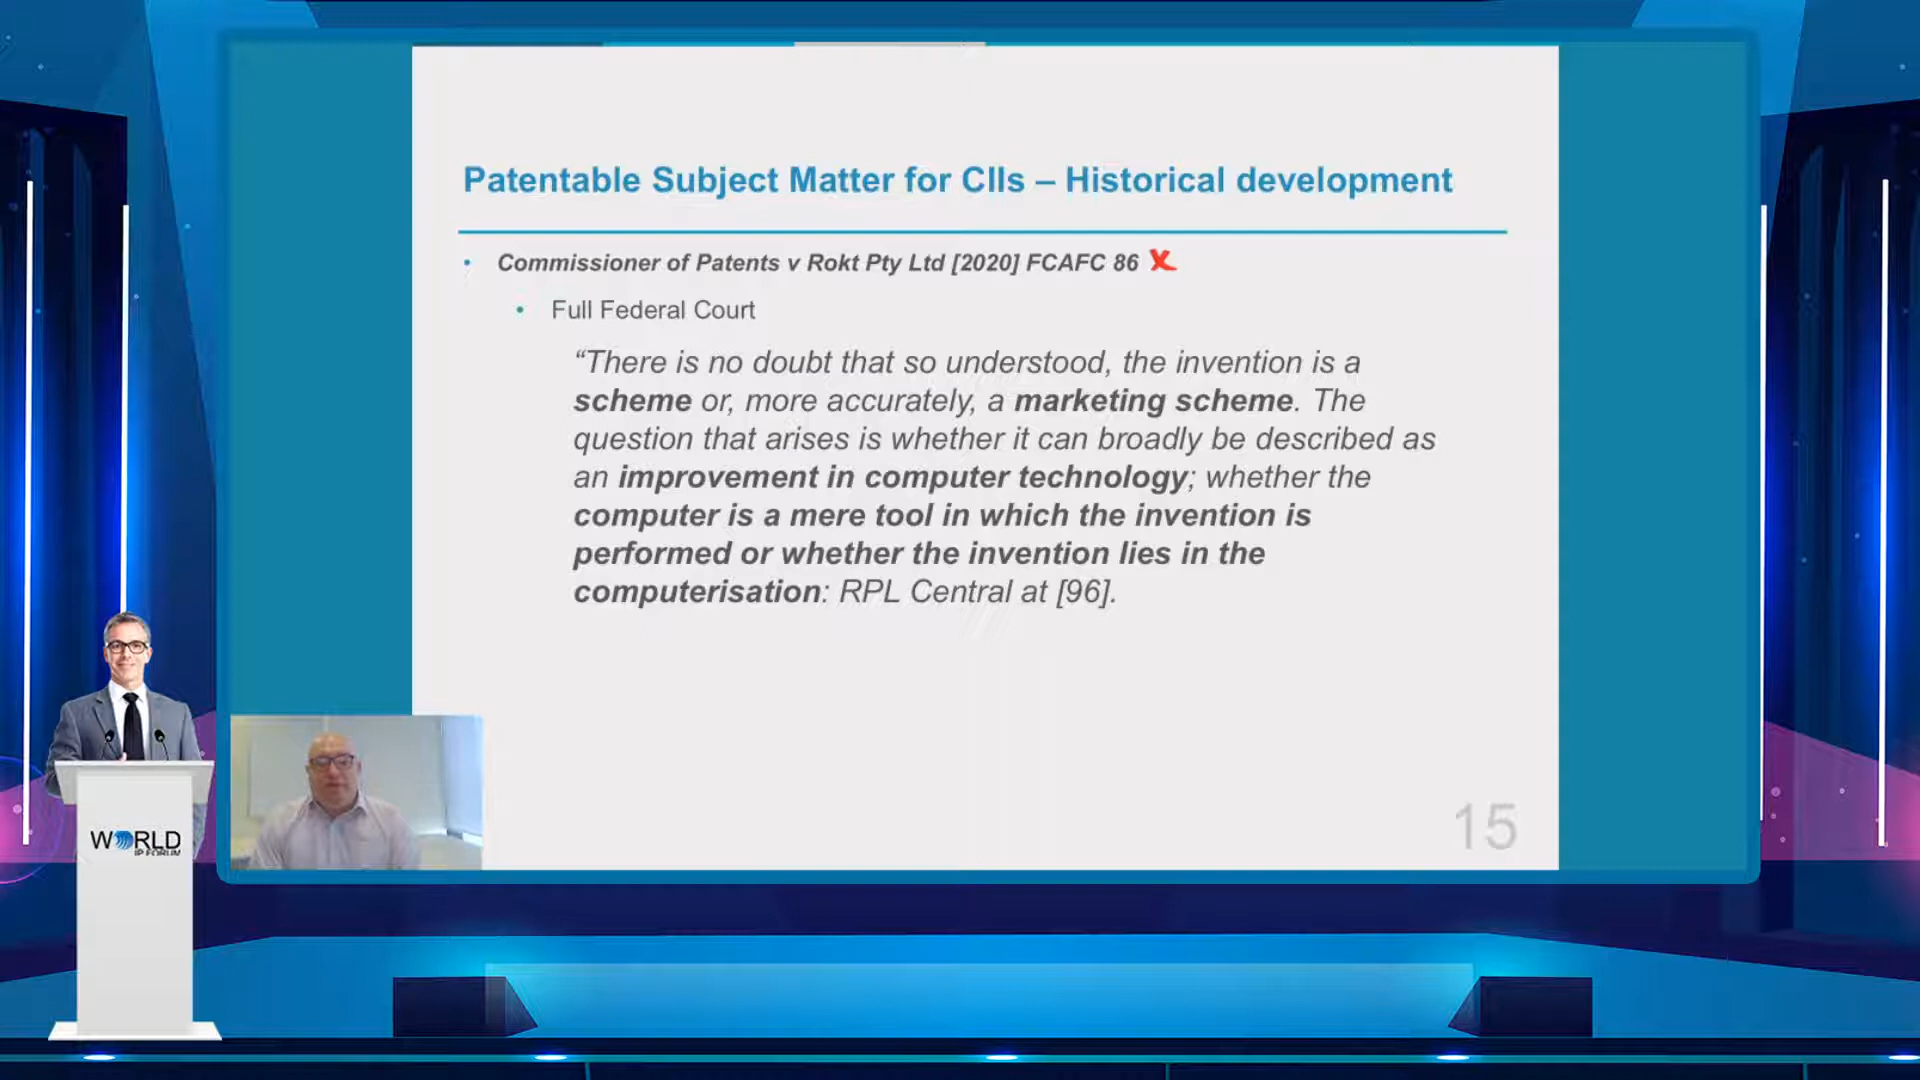 Patentable Subject Matter for CIIs – Historical development
• Commissioner of Patents v Rokt Pty Ltd [2020] FCAFC 86
• Full Federal Court
“There is no doubt that so understood, the invention is a
scheme or, more accurately, a marketing scheme. The
question that arises is whether it can broadly be described as
an improvement in computer technology; whether the
computer is a mere tool in which the invention is
performed or whether the invention lies in the
computerisation: RPL Central at [96].
15
WORLD
IP FORUM